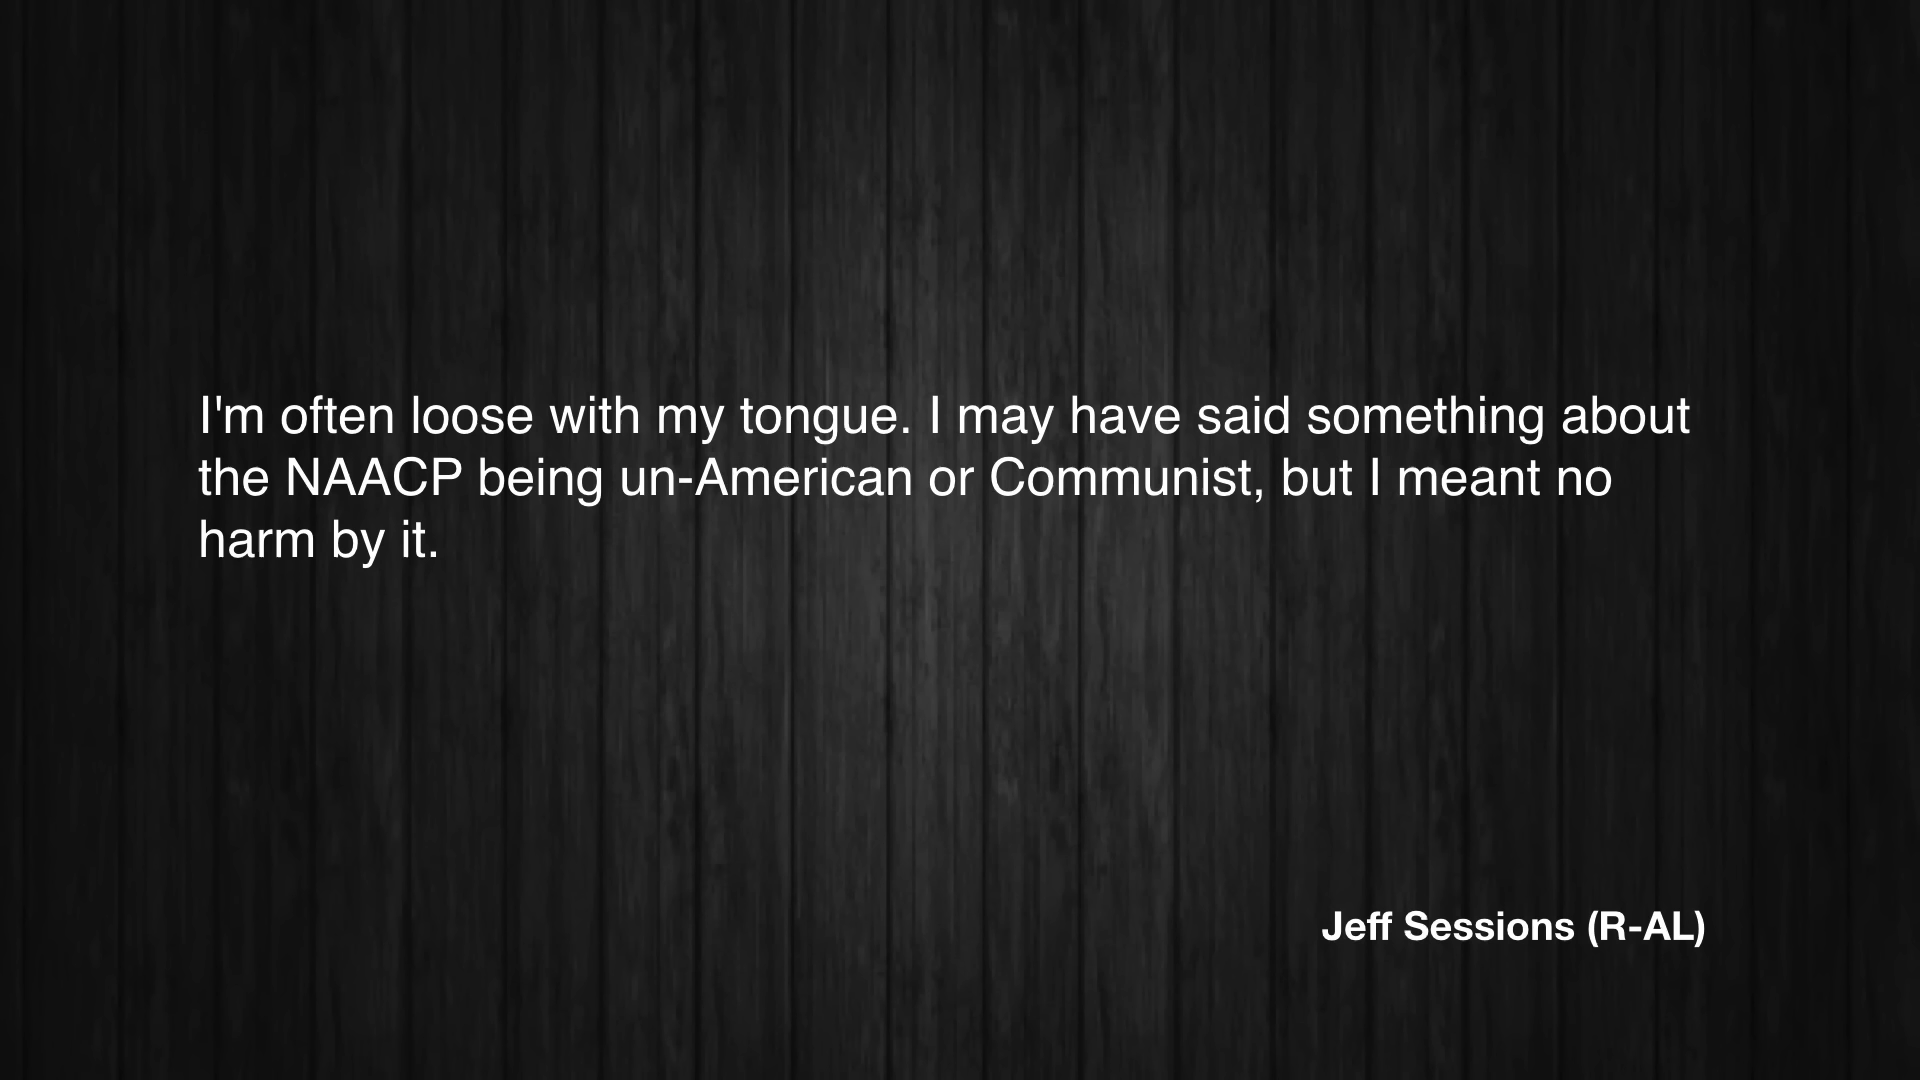 I'm often loose with my tongue. I may have said something about
the NAACP being un-American or Communist, but I meant no
harm by it.
Jeff Sessions (R-AL)